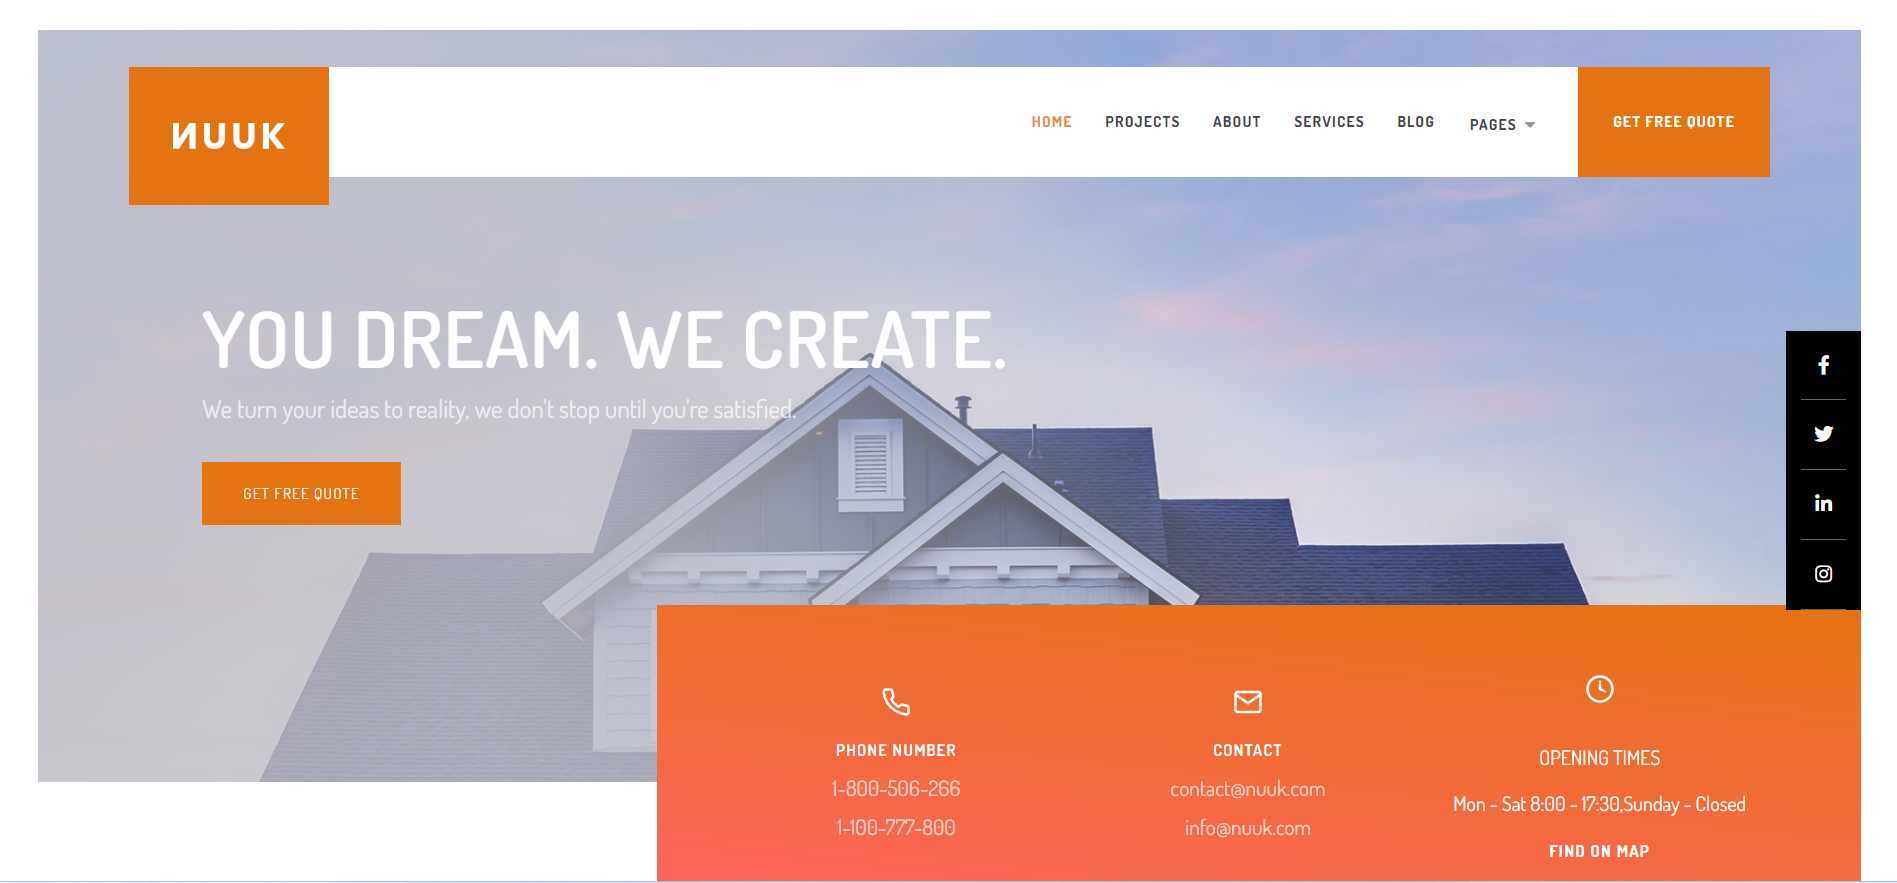 NUUK
HOME PROJECTS ABOUT SERVICES BLOG PAGES
GET FREE QUOTE
YOU DREAM. WE CREATE.
We turn your ideas to reality, we don't stop until you're satisfied.
GET FREE QUOTE
PHONE NUMBER
1-800-506-266
1-100-777-800
CONTACT
contact@nuuk.com
info@nuuk.com
OPENING TIMES
Mon - Sat 8:00 - 17:30,Sunday - Closed
FIND ON MAP